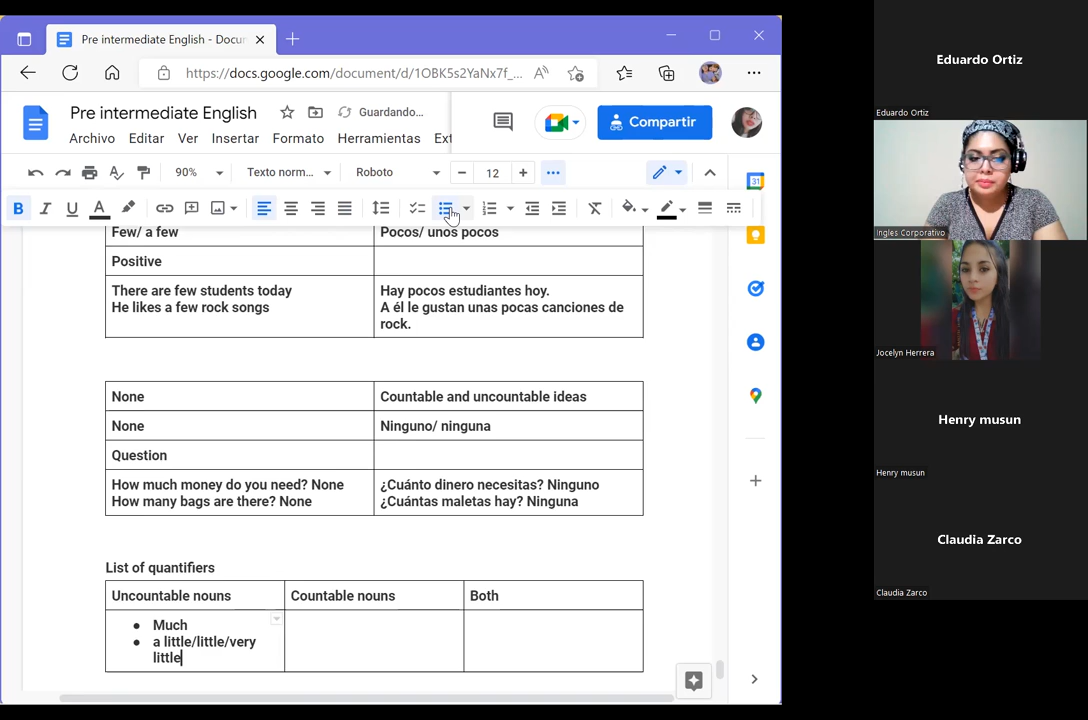 Pre intermediate English - Docur
https://docs.google.com/document/d/1OBK5s2YaNx7f_...
Pre intermediate English
Guardando...
Compartir
Archivo Editar Ver Insertar Formato Herramientas Ext
90% Texto norm... Roboto 12
Few/ a few Pocos/ unos pocos
Positive
There are few students today Hay pocos estudiantes hoy.
He likes a few rock songs A él le gustan unas pocas canciones de
rock.
None Countable and uncountable ideas
None Ninguno/ ninguna
Question
How much money do you need? None ¿Cuánto dinero necesitas? Ninguno
How many bags are there? None ¿Cuántas maletas hay? Ninguna
List of quantifiers
Uncountable nouns Countable nouns Both
● Much
● a little/little/very
little
Eduardo Ortiz
Eduardo Ortiz
Ingles Corporativo
Jocelyn Herrera
Henry musun
Henry musun
Claudia Zarco
Claudia Zarco